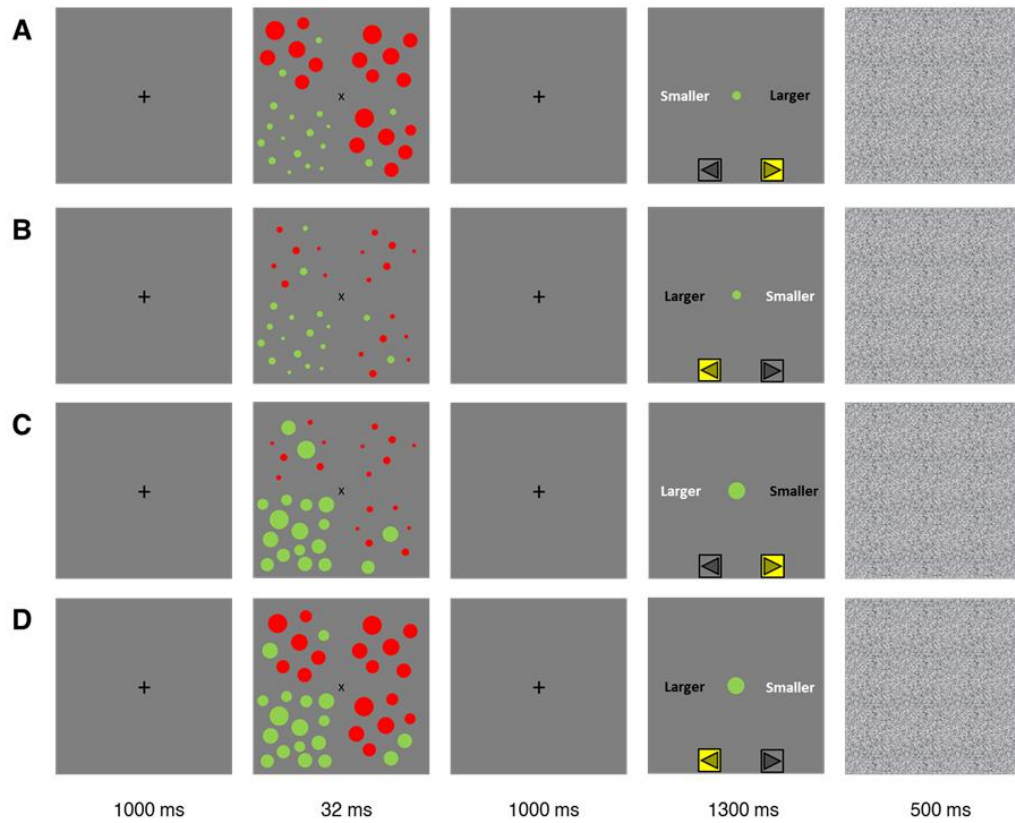 A
x
Smaller Larger
B
x
Larger Smaller
C
x
Larger Smaller
D
x
Larger Smaller
1000 ms 32 ms 1000 ms 1300 ms 500 ms